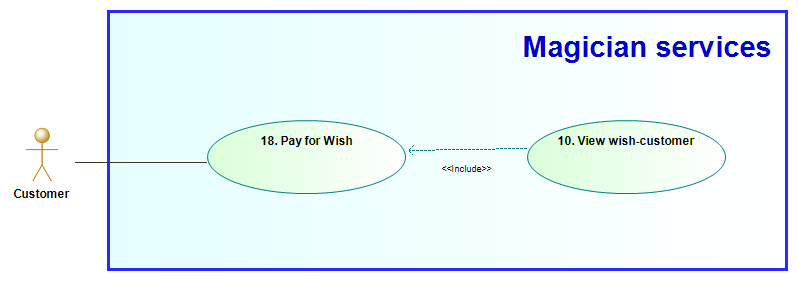 Magician services
18. Pay for Wish
10. View wish-customer
<<Include>>
Customer